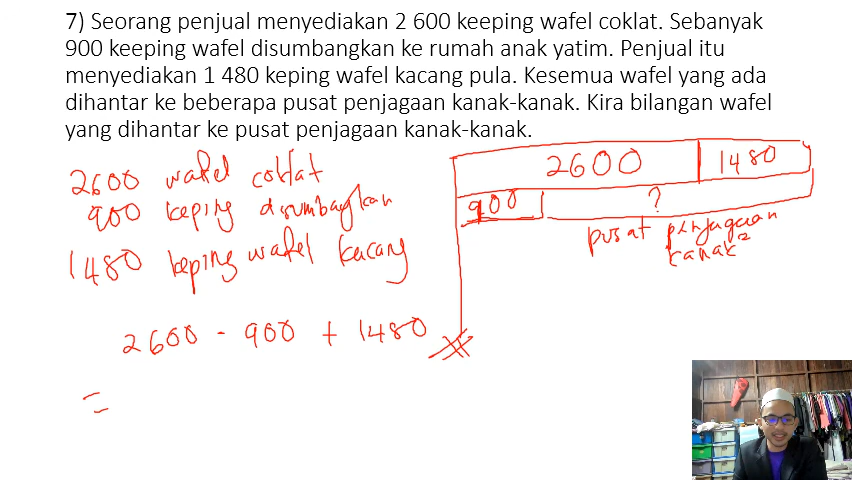 7) Seorang penjual menyediakan 2 600 keeping wafel coklat. Sebanyak
900 keeping wafel disumbangkan ke rumah anak yatim. Penjual itu
menyediakan 1 480 keping wafel kacang pula. Kesemua wafel yang ada
dihantar ke beberapa pusat penjagaan kanak-kanak. Kira bilangan wafel
yang dihantar ke pusat penjagaan kanak-kanak.
2600 wafel coklat
900 keping disumbangkan
1480 keping wafel kacang
2600 - 900 + 1480
=
2600 1480
900 ?
pusat penjagaan
kanak2